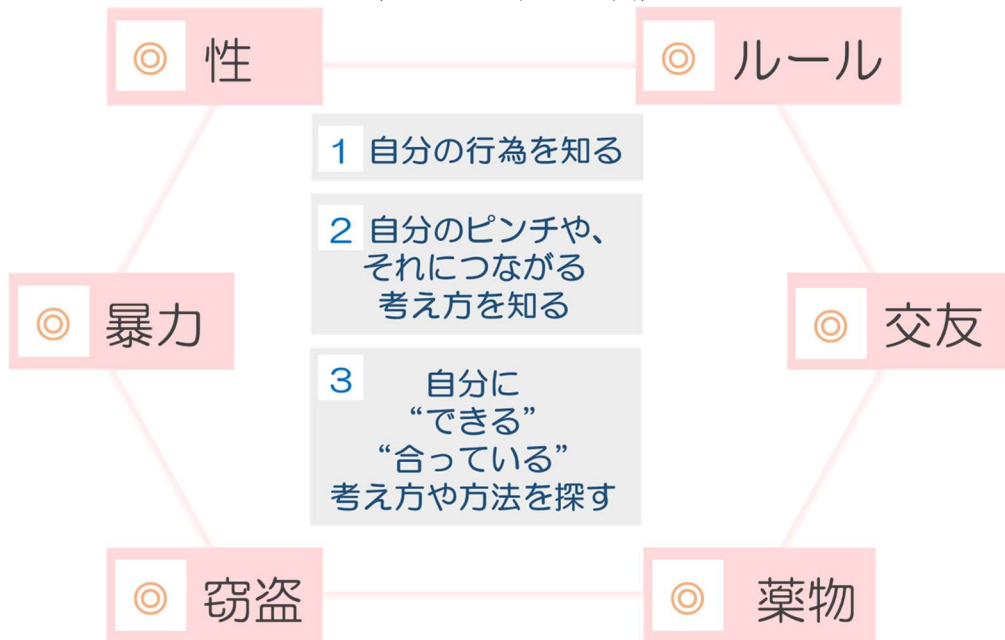 ◎ 性
◎ ルール
1 自分の行為を知る
2 自分のピンチや、
それにつながる
考え方を知る
◎ 暴力
◎ 交友
3 自分に
“できる”
“合っている”
考え方や方法を探す
◎ 窃盗
◎ 薬物